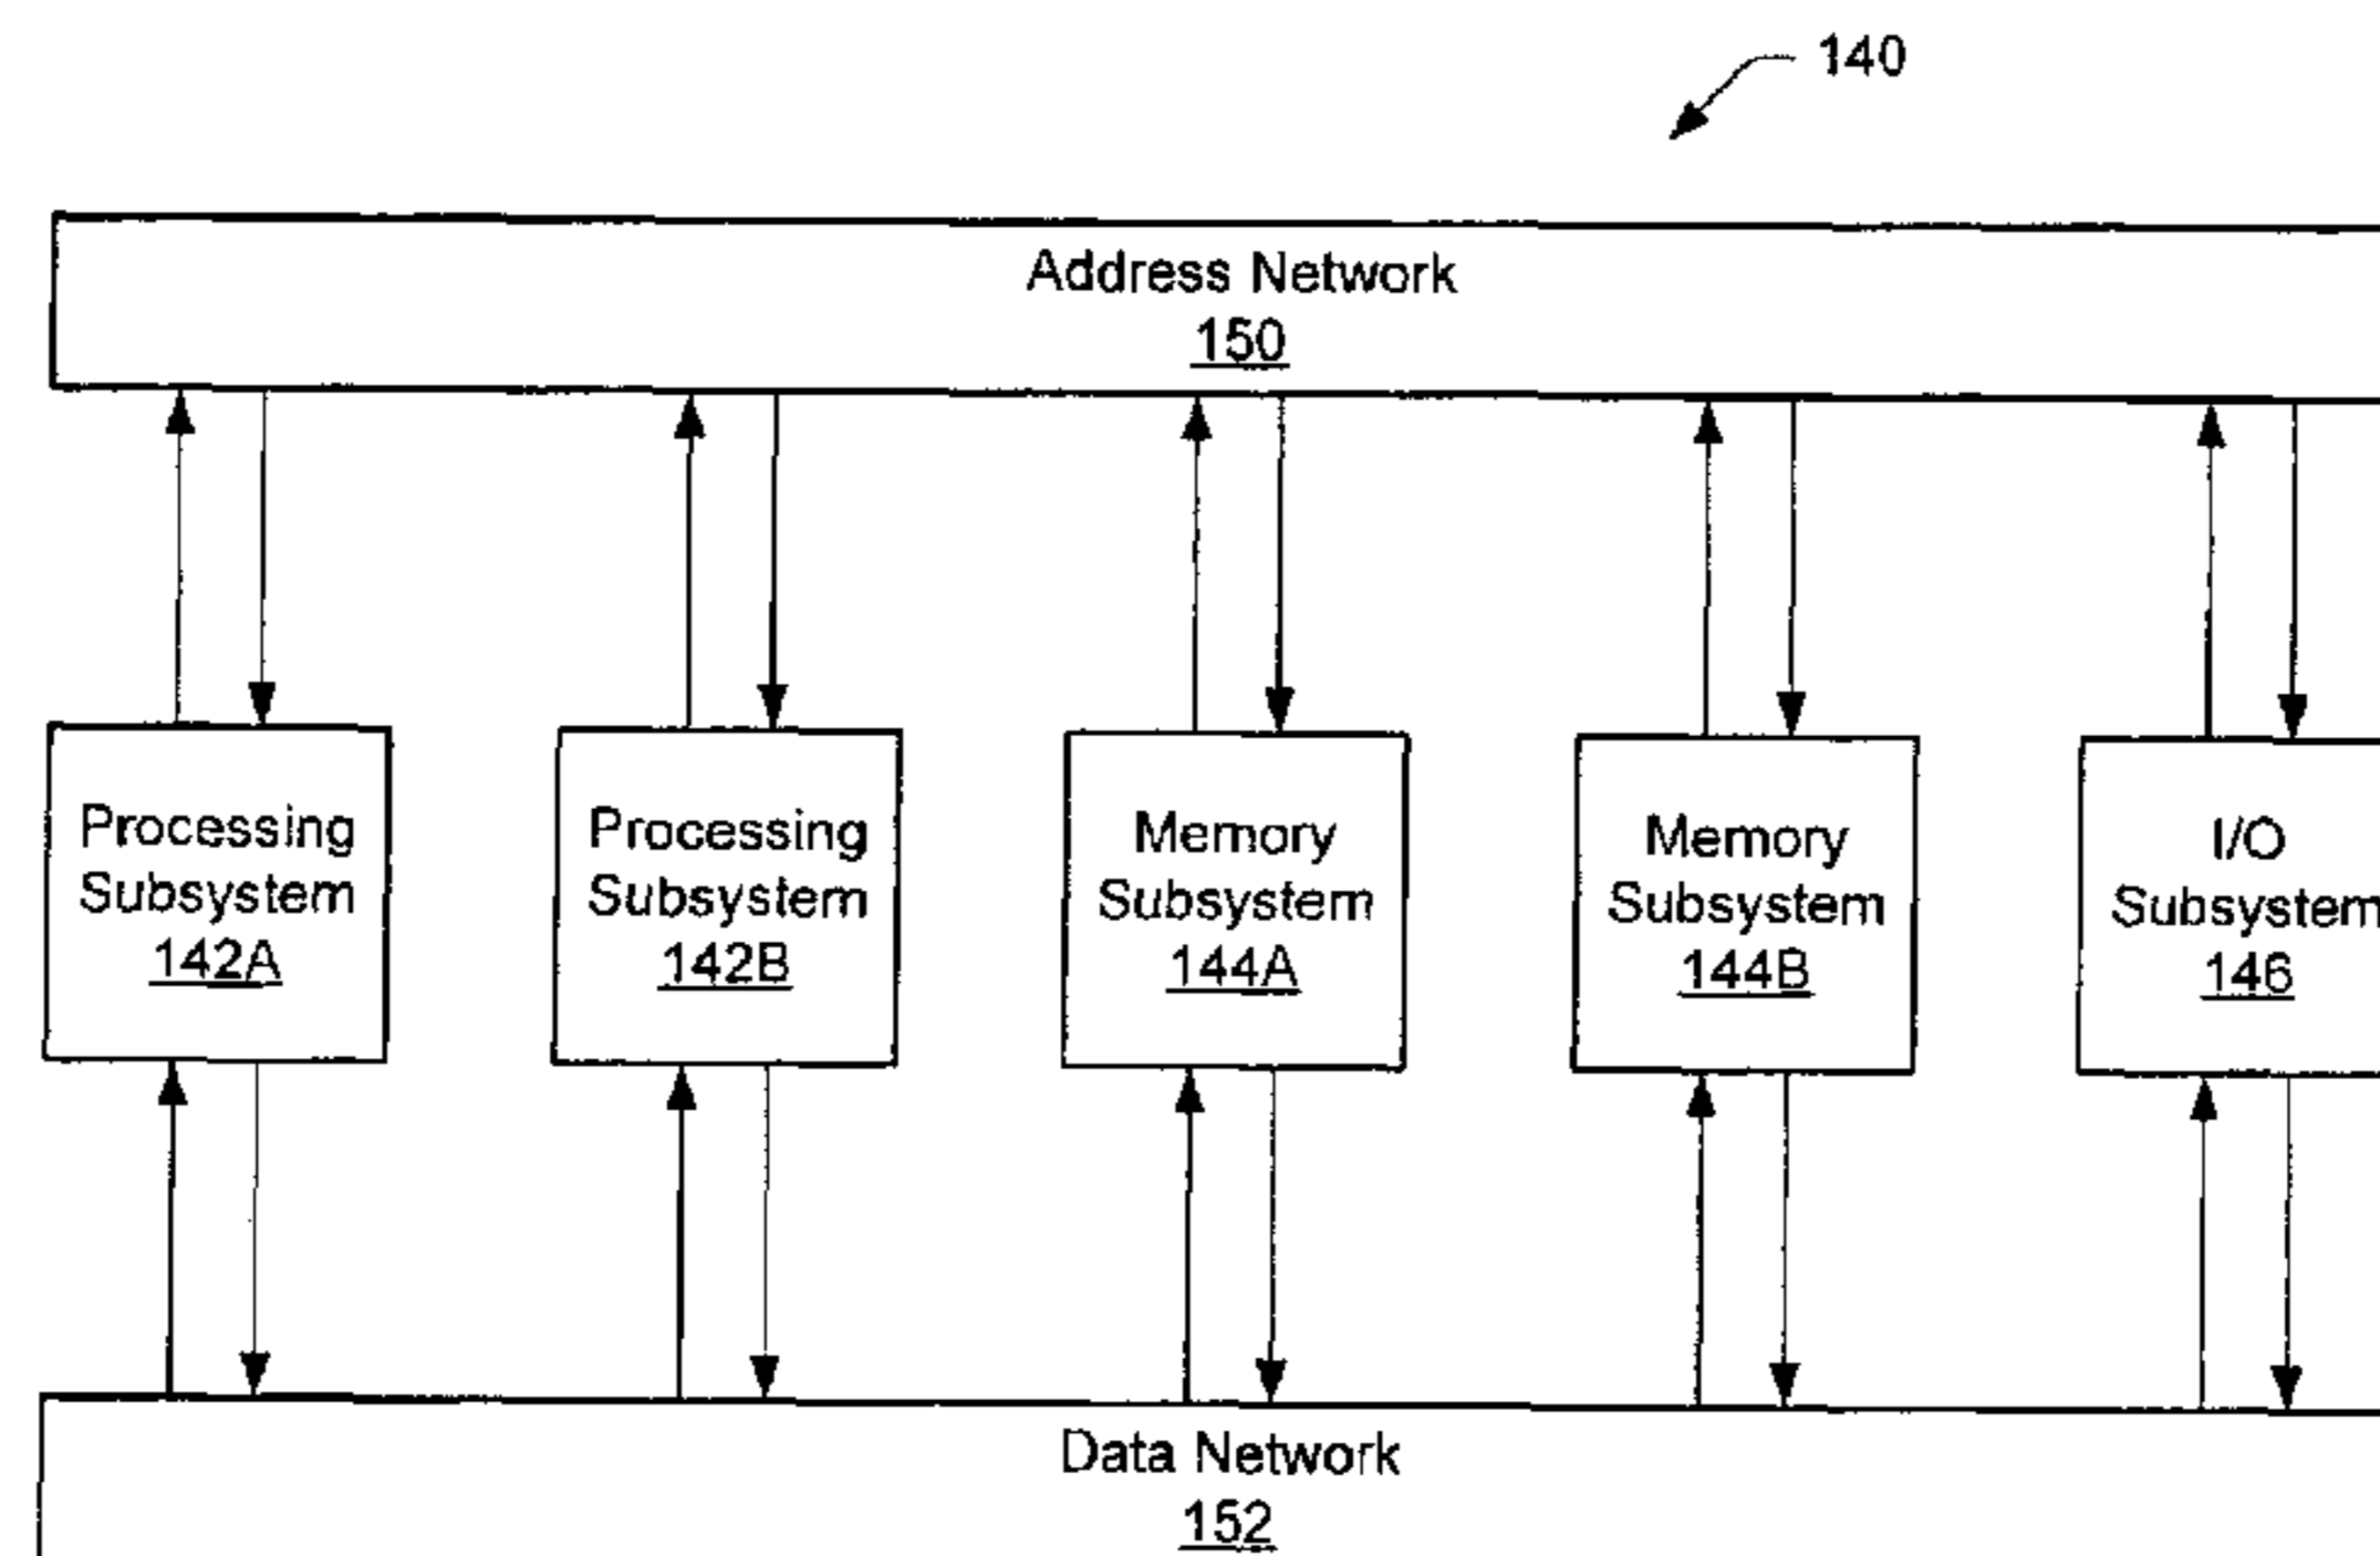 140
Address Network
150
Processing
Subsystem
142A
Processing
Subsystem
142B
Memory
Subsystem
144A
Memory
Subsystem
144B
I/O
Subsystem
146
Data Network
152